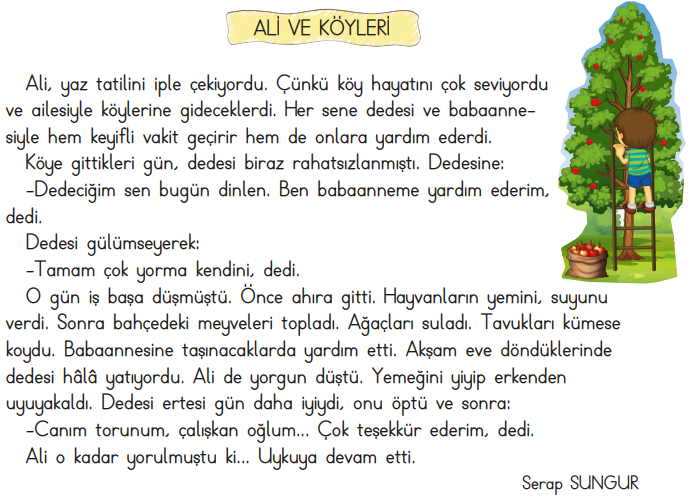 ALİ VE KÖYLERİ
Ali, yaz tatilini iple çekiyordu. Çünkü köy hayatını çok seviyordu
ve ailesiyle köylerine gideceklerdi. Her sene dedesi ve babaanne-
siyle hem keyifli vakit geçirir hem de onlara yardım ederdi.
Köye gittikleri gün, dedesi biraz rahatsızlanmıştı. Dedesine:
-Dedeciğim sen bugün dinlen. Ben babaanneme yardım ederim,
dedi.
Dedesi gülümseyerek:
-Tamam çok yorma kendini, dedi.
O gün iş başa düşmüştü. Önce ahıra gitti. Hayvanların yemini, suyunu
verdi. Sonra bahçedeki meyveleri topladı. Ağaçları suladı. Tavukları kümese
koydu. Babaannesine taşınacaklarda yardım etti. Akşam eve döndüklerinde
dedesi hâlâ yatıyordu. Ali de yorgun düştü. Yemeğini yiyip erkenden
uyuyakaldı. Dedesi ertesi gün daha iyiydi, onu öptü ve sonra:
-Canım torunum, çalışkan oğlum... Çok teşekkür ederim, dedi.
Ali o kadar yorulmuştu ki... Uykuya devam etti.
Serap SUNGUR